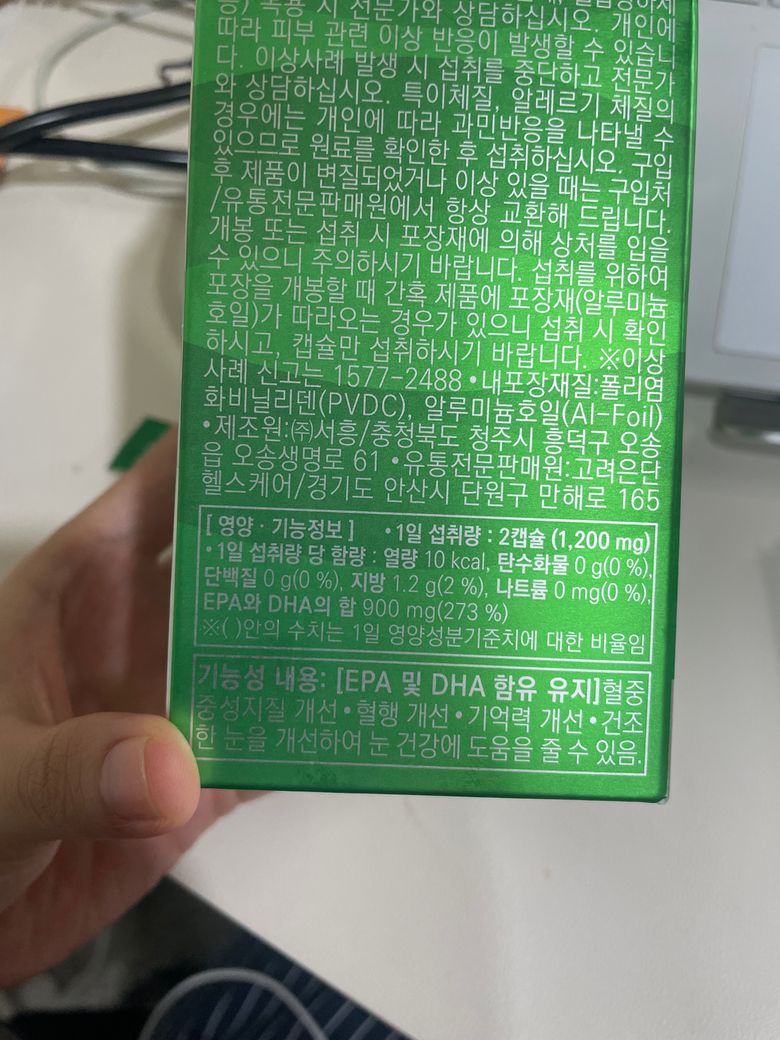 등) 복용 시 전문가와 상담하십시오. 개인에
따라 피부 관련 이상 반응이 발생할 수 있습니
다. 이상사례 발생 시 섭취를 중단하고 전문가
와 상담하십시오. 특이체질, 알레르기 체질의
경우에는 개인에 따라 과민반응을 나타낼 수
있으므로 원료를 확인한 후 섭취하십시오. 구입
후 제품이 변질되었거나 이상 있을 때는 구입처
/유통전문판매원에서 항상 교환해 드립니다.
개봉 또는 섭취 시 포장재에 의해 상처를 입을
수 있으니 주의하시기 바랍니다. 섭취를 위하여
포장을 개봉할 때 간혹 제품에 포장재(알루미늄
호일)가 따라오는 경우가 있으니 섭취 시 확인
하시고, 캡슐만 섭취하시기 바랍니다. ※이상
사례 신고는 1577-2488 •내포장재질:폴리염
화비닐리덴(PVDC), 알루미늄호일(Al-Foil)
•제조원:㈜서흥/충청북도 청주시 흥덕구 오송
읍 오송생명로 61 •유통전문판매원:고려은단
헬스케어/경기도 안산시 단원구 만해로 165
[ 영양 · 기능정보 ] •1일 섭취량 : 2캡슐 (1,200 mg)
•1일 섭취량 당 함량 : 열량 10 kcal, 탄수화물 0 g(0 %),
단백질 0 g(0 %), 지방 1.2 g(2 %), 나트륨 0 mg(0 %),
EPA와 DHA의 합 900 mg(273 %)
※( )안의 수치는 1일 영양성분기준치에 대한 비율임
기능성 내용: [EPA 및 DHA 함유 유지]혈중
중성지질 개선•혈행 개선•기억력 개선•건조
한 눈을 개선하여 눈 건강에 도움을 줄 수 있음.